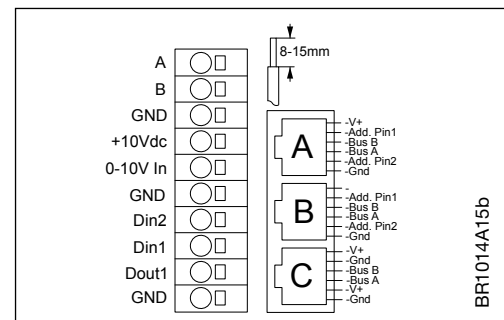 A
B
GND
+10Vdc
0-10V In
GND
Din2
Din1
Dout1
GND
8-15mm
A
-V+
-Add. Pin1
-Bus B
-Bus A
-Add. Pin2
-Gnd
B
-
-Add. Pin1
-Bus B
-Bus A
-Add. Pin2
-Gnd
C
-V+
-Gnd
-Bus B
-Bus A
-V+
-Gnd
BR1014A15b